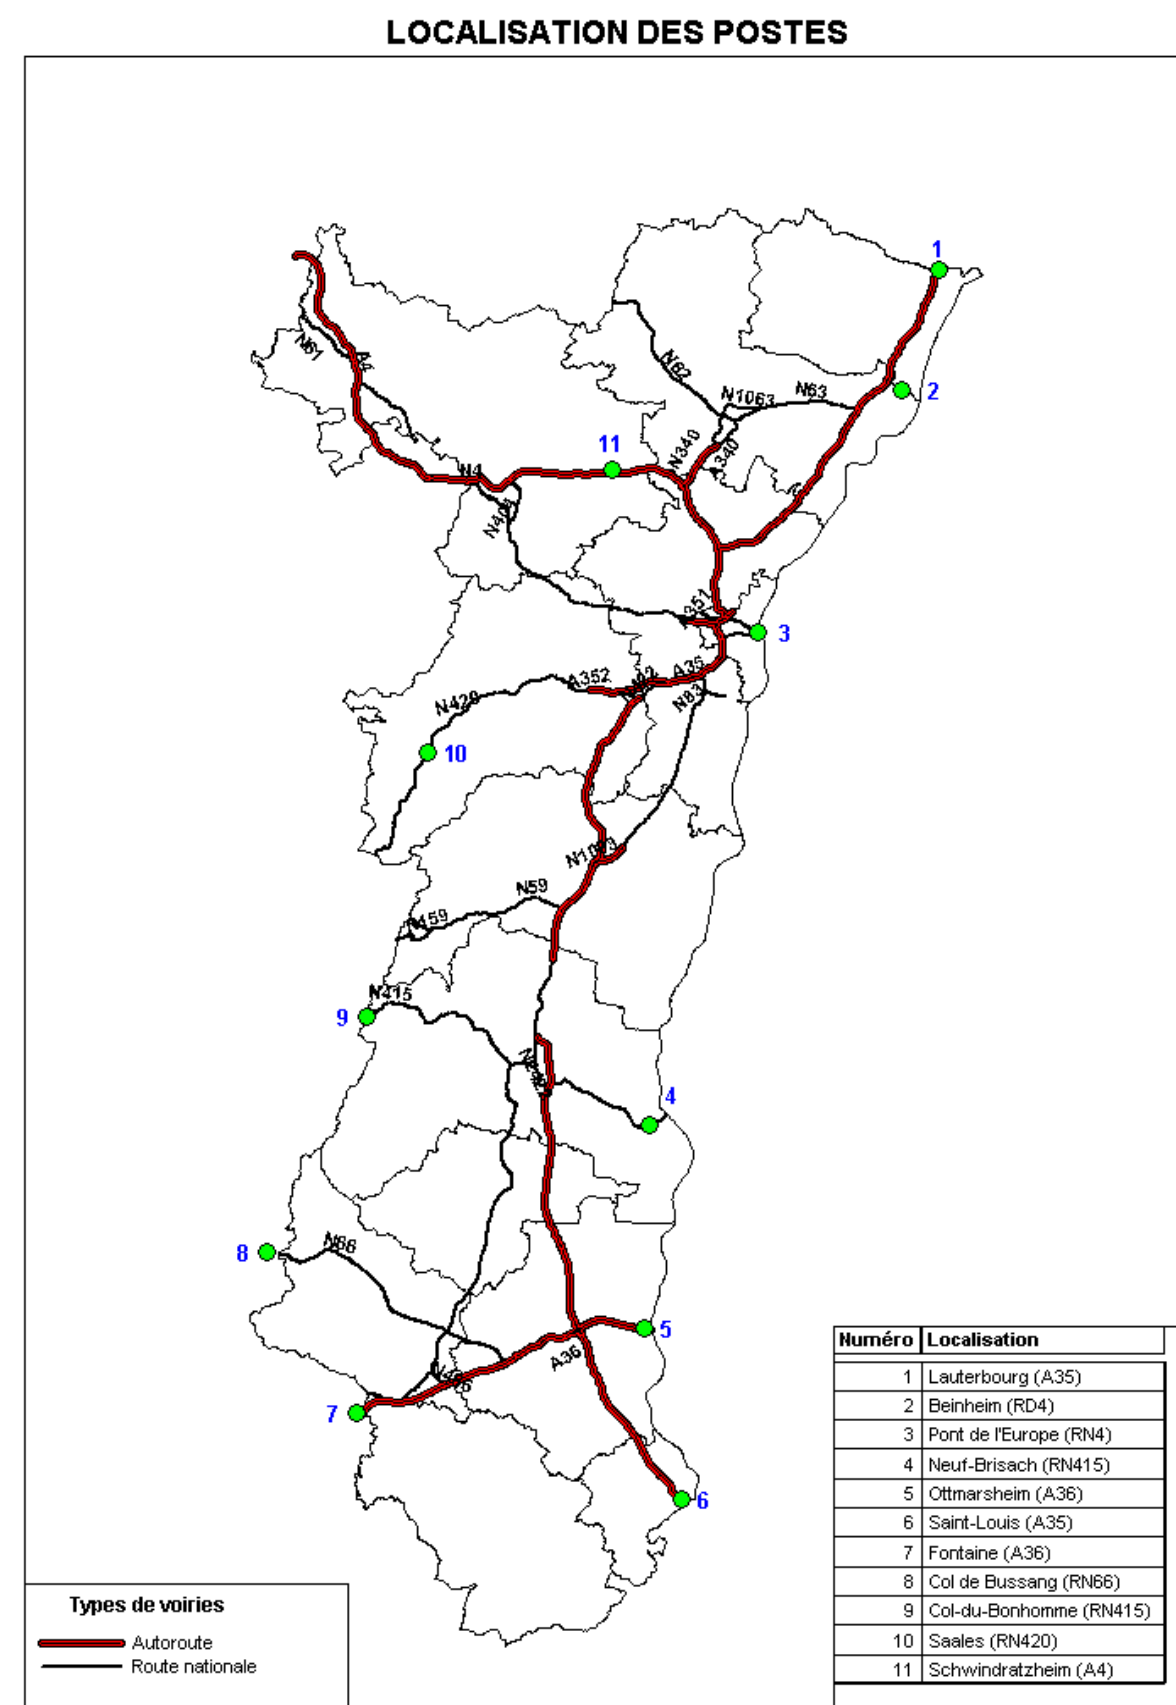 LOCALISATION DES POSTES
1
2
N61
A4
N62
N1063
N63
11
N340
A340
N4
N404
A351
3
A352
A35
N420
N83
10
N59
N159
N415
9
4
8
N66
5
A36
7
6
Numéro Localisation
1 Lauterbourg (A35)
2 Beinheim (RD4)
3 Pont de l'Europe (RN4)
4 Neuf-Brisach (RN415)
5 Ottmarsheim (A36)
6 Saint-Louis (A35)
7 Fontaine (A36)
8 Col de Bussang (RN66)
9 Col-du-Bonhomme (RN415)
10 Saales (RN420)
11 Schwindratzheim (A4)
Types de voiries
Autoroute
Route nationale